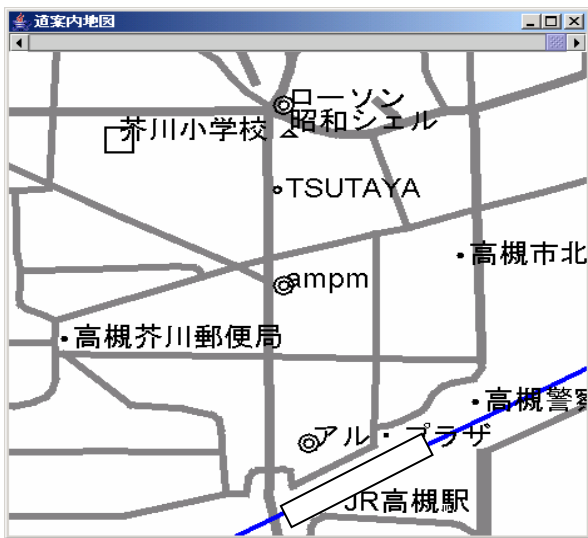 道案内地図
ローソン
昭和シェル
芥川小学校
TSUTAYA
高槻市北
ampm
高槻芥川郵便局
高槻警察
アル・プラザ
JR高槻駅